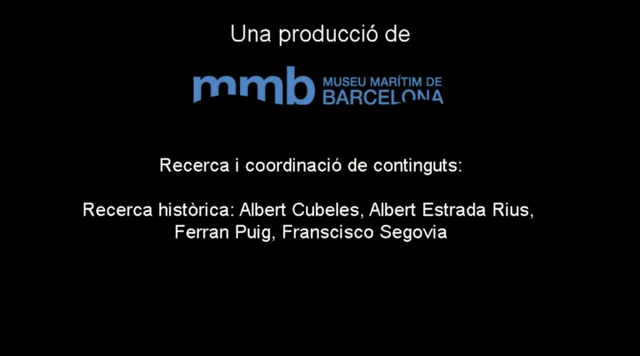 Una producció de
mmb MUSEU MARÍTIM DE
BARCELONA
Recerca i coordinació de continguts:
Recerca històrica: Albert Cubeles, Albert Estrada Rius,
Ferran Puig, Franscisco Segovia